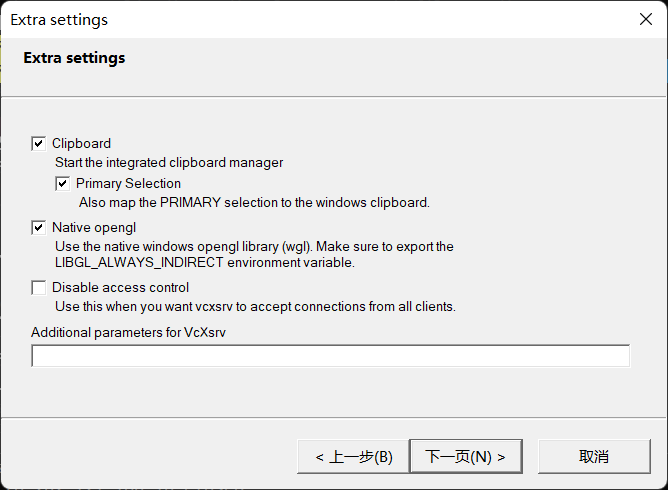 Extra settings
Extra settings
Clipboard
Start the integrated clipboard manager
Primary Selection
Also map the PRIMARY selection to the windows clipboard.
Native opengl
Use the native windows opengl library (wgl). Make sure to export the
LIBGL_ALWAYS_INDIRECT environment variable.
Disable access control
Use this when you want vcxsrv to accept connections from all clients.
Additional parameters for VcXsrv
< 上一步(B) 下一页(N) > 取消